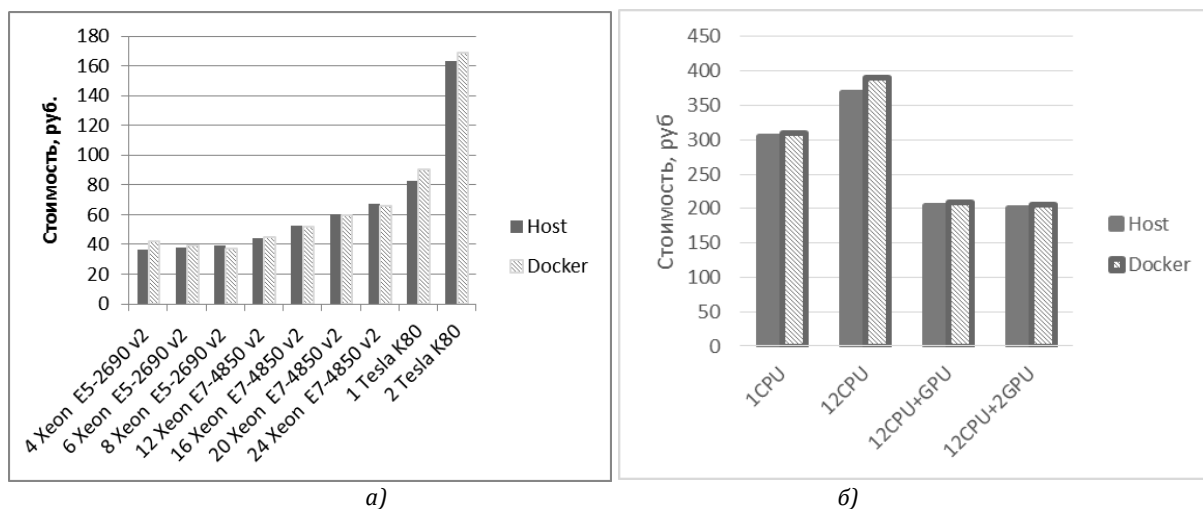 180
160
140
120
100
80
60
40
20
0
Стоимость, руб.
4 Xeon E5-2690 v2
6 Xeon E5-2690 v2
8 Xeon E5-2690 v2
12 Xeon E7-4850 v2
16 Xeon E7-4850 v2
20 Xeon E7-4850 v2
24 Xeon E7-4850 v2
1 Tesla K80
2 Tesla K80
Host
Docker
а)
450
400
350
300
250
200
150
100
50
0
Стоимость, руб
1CPU
12CPU
12CPU+GPU
12CPU+2GPU
Host
Docker
б)